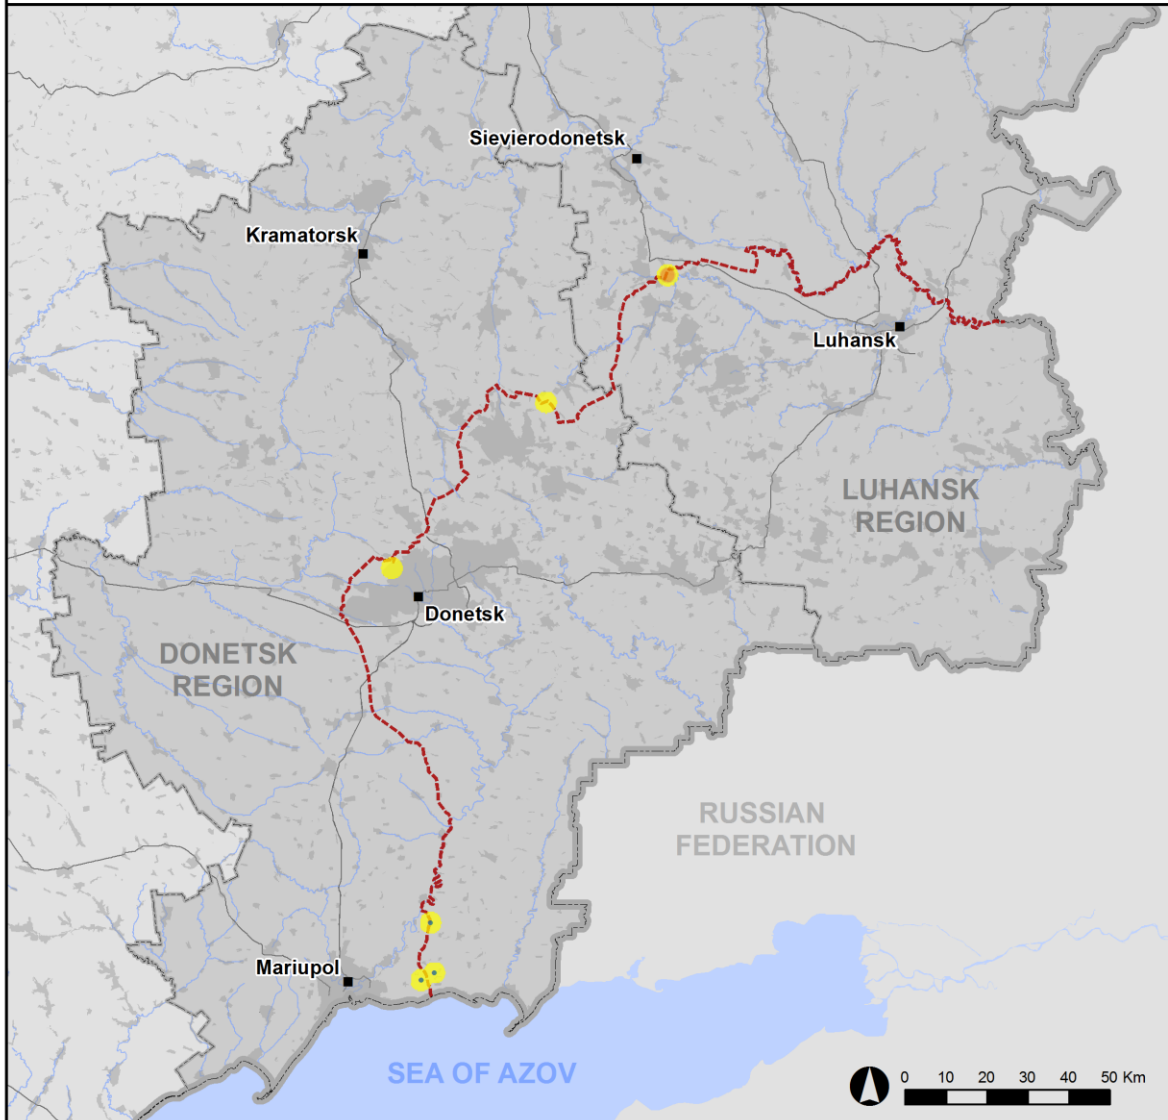 Sievierodonetsk
Kramatorsk
Luhansk
LUHANSK
REGION
Donetsk
DONETSK
REGION
RUSSIAN
FEDERATION
Mariupol
SEA OF AZOV
0 10 20 30 40 50 Km